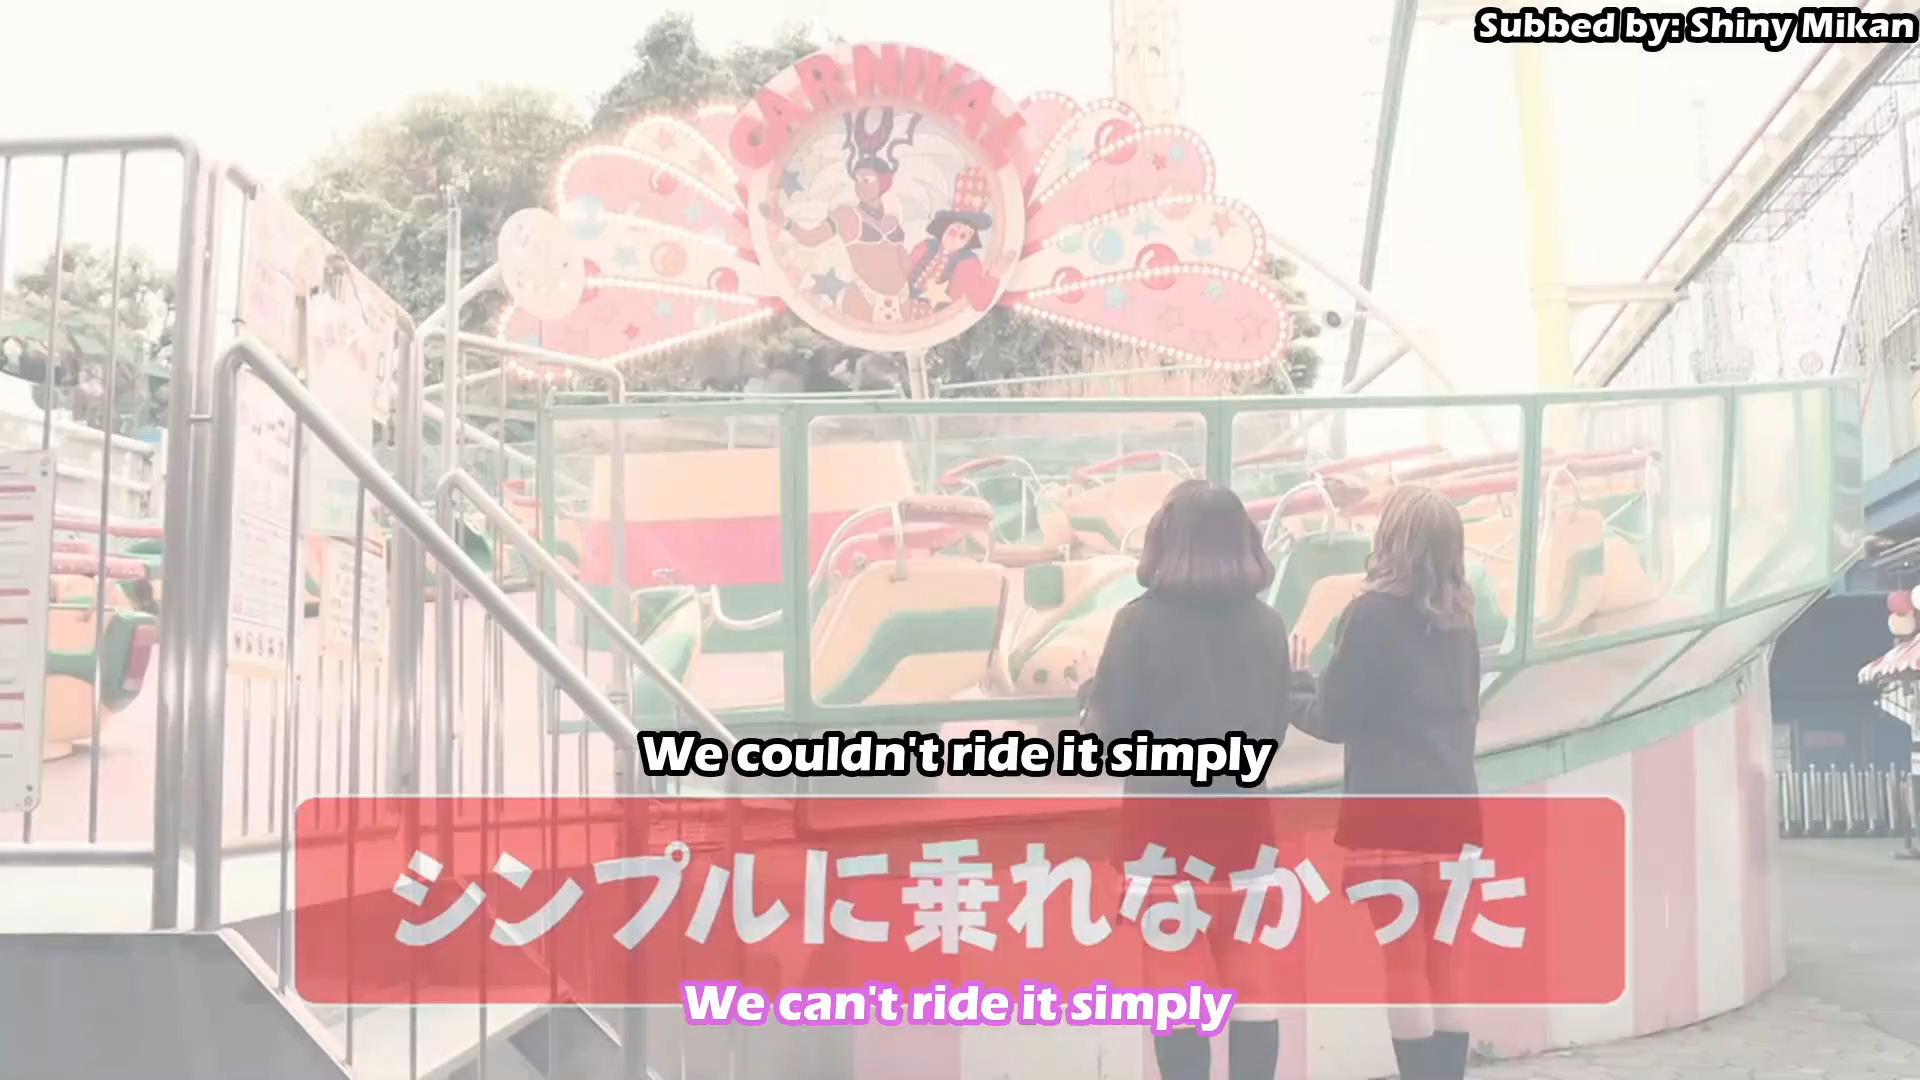 Subbed by: Shiny Mikan
CARNIVAL
We couldn't ride it simply
シンプルに乗れなかった
We can't ride it simply